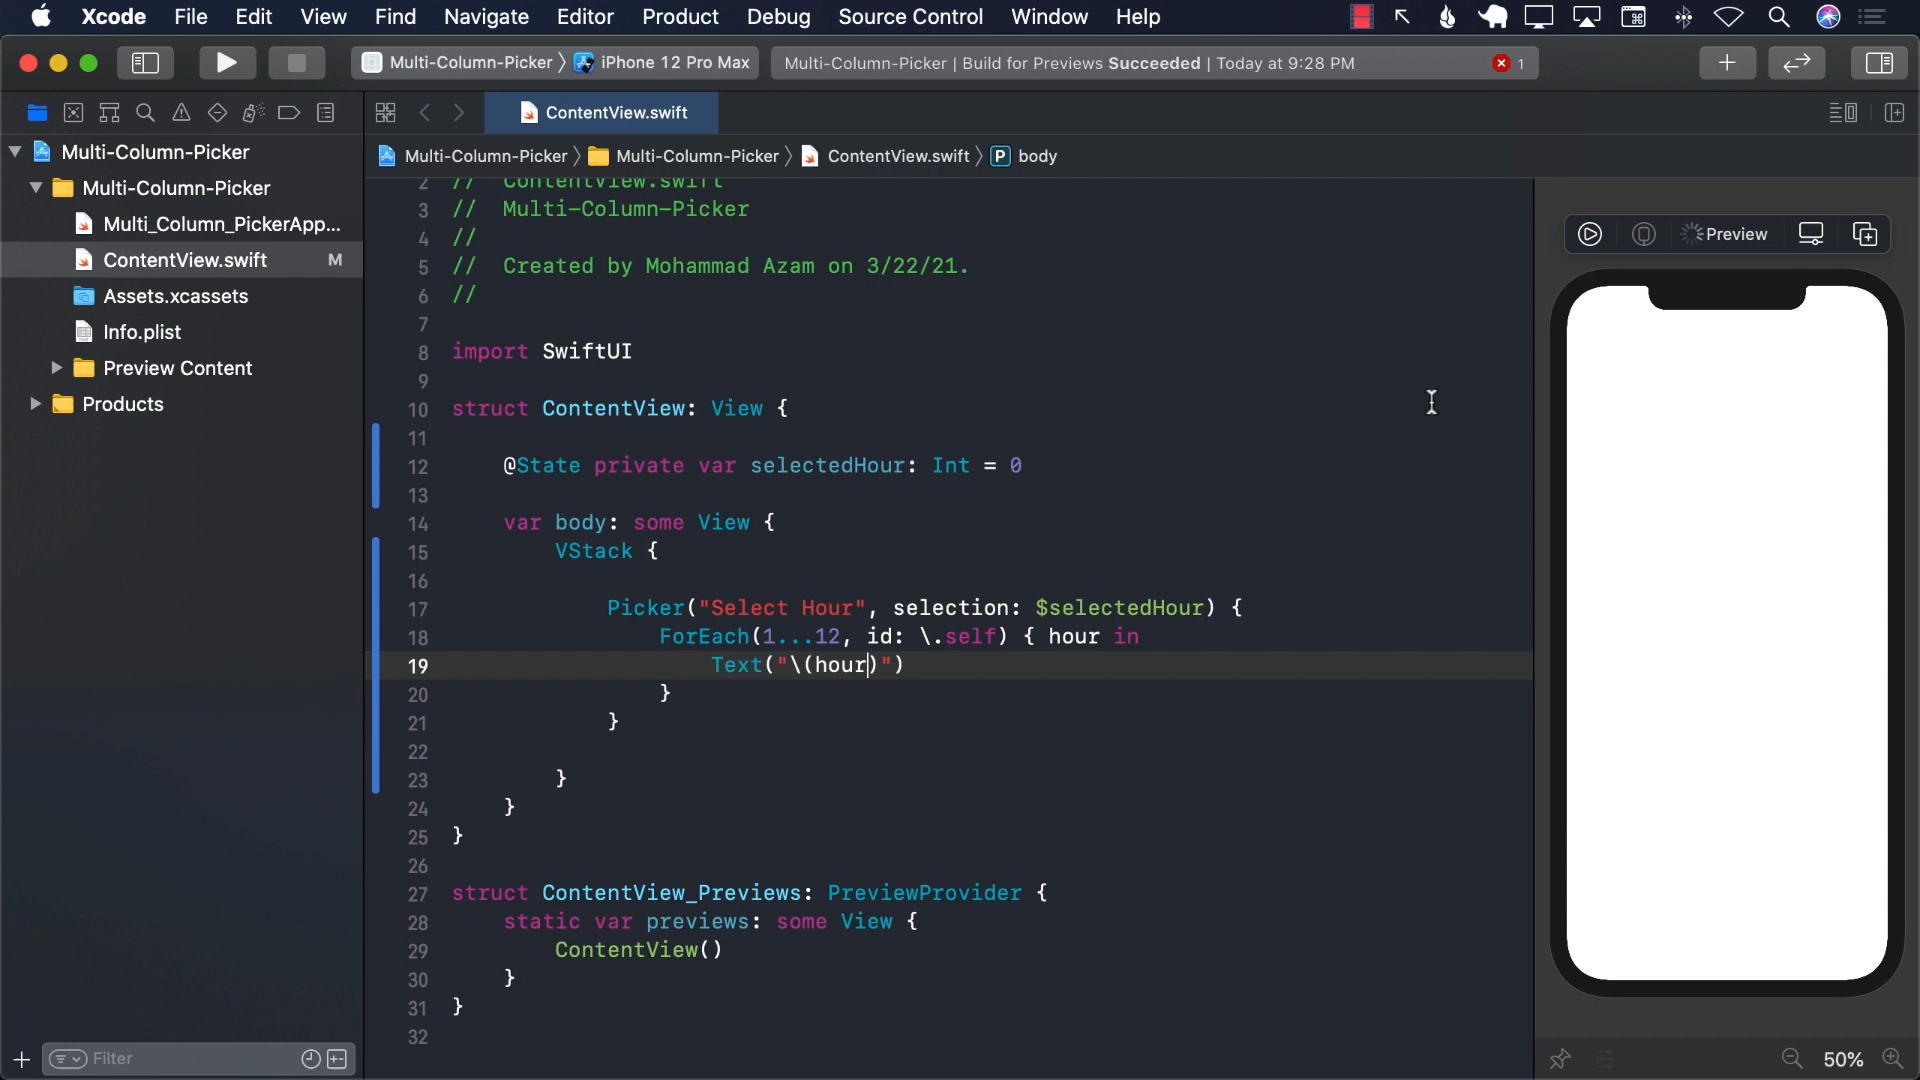 Xcode File Edit View Find Navigate Editor Product Debug Source Control Window Help
Multi-Column-Picker 〉 iPhone 12 Pro Max
Multi-Column-Picker | Build for Previews Succeeded | Today at 9:28 PM
1
ContentView.swift
Multi-Column-Picker 〉 Multi-Column-Picker 〉 ContentView.swift 〉 P body
Multi-Column-Picker
Multi-Column-Picker
Multi_Column_PickerApp...
ContentView.swift M
Assets.xcassets
Info.plist
Preview Content
Products
2 // ContentView.swift
3 // Multi-Column-Picker
4 //
5 // Created by Mohammad Azam on 3/22/21.
6 //
7
8 import SwiftUI
9
10 struct ContentView: View {
11
12 @State private var selectedHour: Int = 0
13
14 var body: some View {
15 VStack {
16
17 Picker("Select Hour", selection: $selectedHour) {
18 ForEach(1...12, id: \.self) { hour in
19 Text("\(hour)")
20 }
21 }
22
23 }
24 }
25 }
26
27 struct ContentView_Previews: PreviewProvider {
28 static var previews: some View {
29 ContentView()
30 }
31 }
32
Preview
Filter
50%